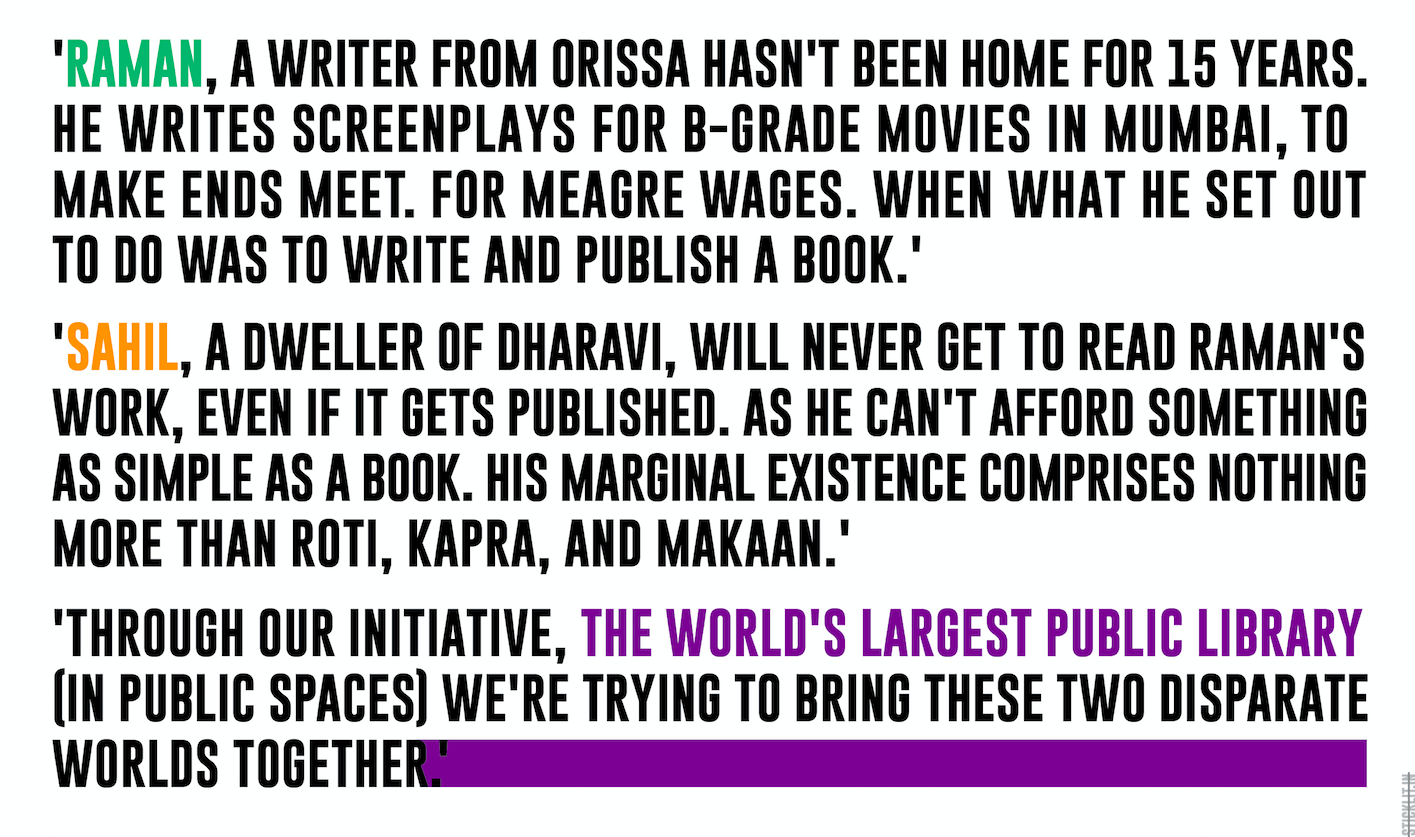 'RAMAN, A WRITER FROM ORISSA HASN'T BEEN HOME FOR 15 YEARS.
HE WRITES SCREENPLAYS FOR B-GRADE MOVIES IN MUMBAI, TO
MAKE ENDS MEET. FOR MEAGRE WAGES. WHEN WHAT HE SET OUT
TO DO WAS TO WRITE AND PUBLISH A BOOK.'
'SAHIL, A DWELLER OF DHARAVI, WILL NEVER GET TO READ RAMAN'S
WORK, EVEN IF IT GETS PUBLISHED. AS HE CAN'T AFFORD SOMETHING
AS SIMPLE AS A BOOK. HIS MARGINAL EXISTENCE COMPRISES NOTHING
MORE THAN ROTI, KAPRA, AND MAKAAN.'
'THROUGH OUR INITIATIVE, THE WORLD'S LARGEST PUBLIC LIBRARY
(IN PUBLIC SPACES) WE'RE TRYING TO BRING THESE TWO DISPARATE
WORLDS TOGETHER.'
STICKLIT.IN